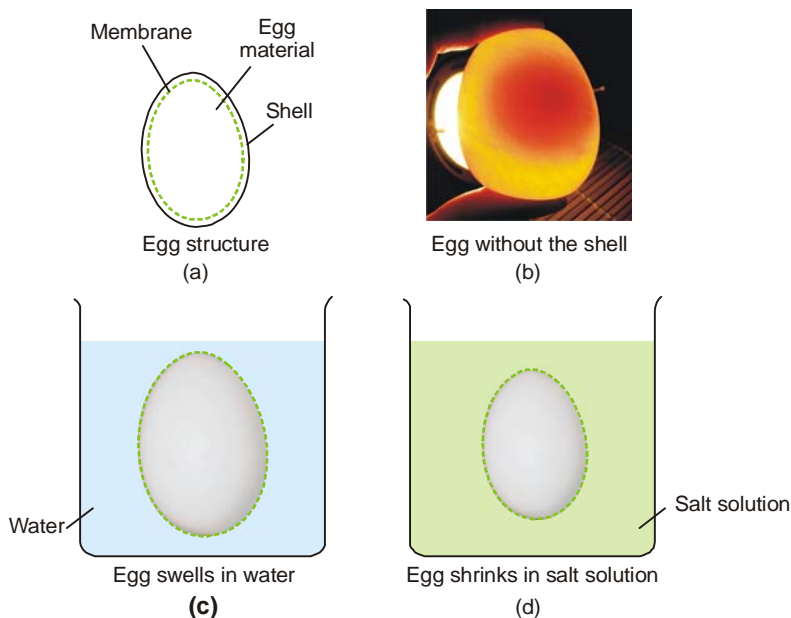 Membrane
Egg
material
Shell
Egg structure
(a)
Egg without the shell
(b)
Water
Egg swells in water
(c)
Salt solution
Egg shrinks in salt solution
(d)